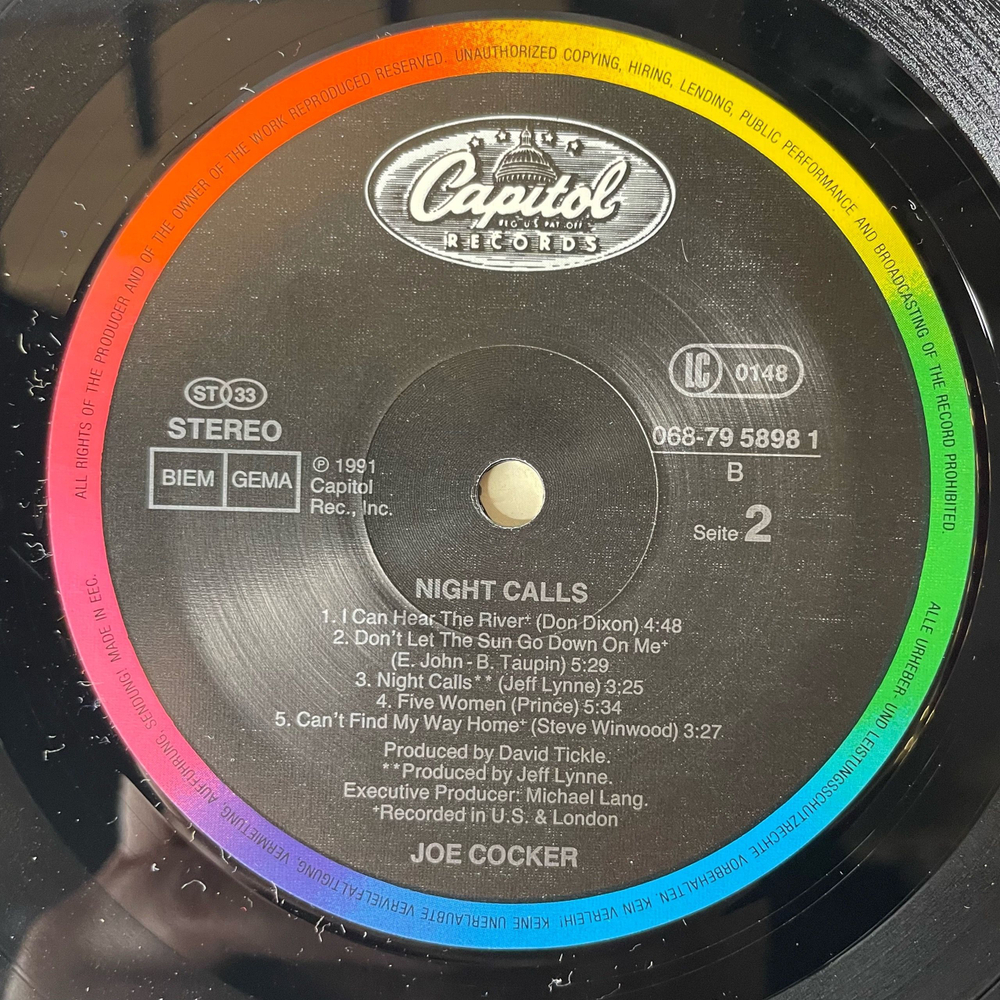 ALL RIGHTS OF THE PRODUCER AND OF THE OWNER OF THE WORK REPRODUCED RESERVED. UNAUTHORIZED COPYING, HIRING, LENDING, PUBLIC PERFORMANCE AND BROADCASTING OF THE RECORD PROHIBITED.
Capitol
REG. U.S. PAT. OFF.
RECORDS
LC 0148
ST 33
STEREO
BIEM GEMA
℗ 1991
Capitol
Rec., Inc.
068-79 5898 1
B
Seite 2
NIGHT CALLS
1. I Can Hear The River⁺ (Don Dixon) 4:48
2. Don't Let The Sun Go Down On Me⁺
(E. John - B. Taupin) 5:29
3. Night Calls** (Jeff Lynne) 3;25
4. Five Women (Prince) 5:34
5. Can't Find My Way Home⁺ (Steve Winwood) 3:27
Produced by David Tickle.
**Produced by Jeff Lynne.
Executive Producer: Michael Lang.
⁺Recorded in U.S. & London
JOE COCKER
ALLE URHEBER- UND LEISTUNGSSCHUTZRECHTE VORBEHALTEN. KEIN VERLEIH! KEINE UNERLAUBTE VERVIELFÄLTIGUNG, VERMIETUNG, AUFFÜHRUNG, SENDUNG! MADE IN EEC.